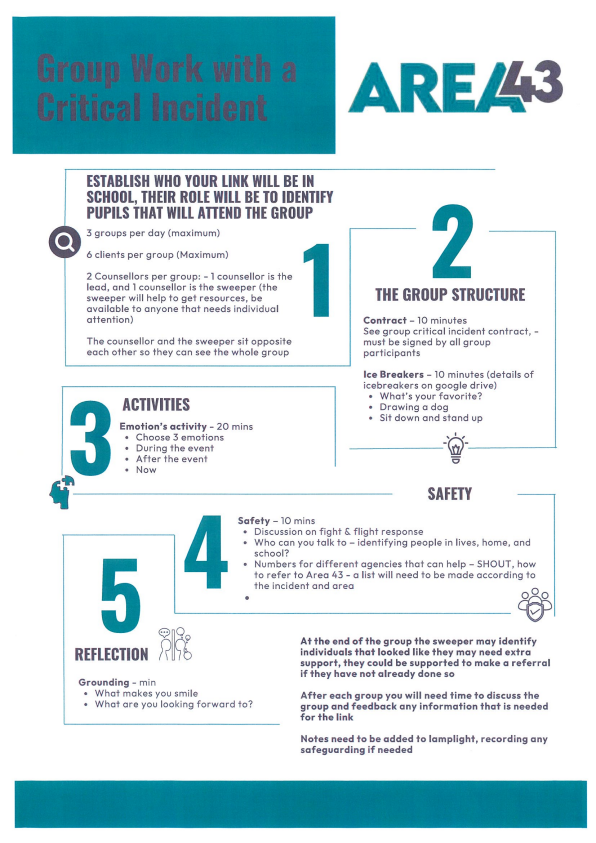 Group Work with a
Critical Incident
AREA43
ESTABLISH WHO YOUR LINK WILL BE IN
SCHOOL, THEIR ROLE WILL BE TO IDENTIFY
PUPILS THAT WILL ATTEND THE GROUP
3 groups per day (maximum)
6 clients per group (Maximum)
2 Counsellors per group: - 1 counsellor is the
lead, and 1 counsellor is the sweeper (the
sweeper will help to get resources, be
available to anyone that needs individual
attention)
The counsellor and the sweeper sit opposite
each other so they can see the whole group
1
2
THE GROUP STRUCTURE
Contract – 10 minutes
See group critical incident contract, -
must be signed by all group
participants
Ice Breakers – 10 minutes (details of
icebreakers on google drive)
• What's your favorite?
• Drawing a dog
• Sit down and stand up
3
ACTIVITIES
Emotion's activity - 20 mins
• Choose 3 emotions
• During the event
• After the event
• Now
SAFETY
4
Safety – 10 mins
• Discussion on fight & flight response
• Who can you talk to – identifying people in lives, home, and
school?
• Numbers for different agencies that can help – SHOUT, how
to refer to Area 43 - a list will need to be made according to
the incident and area
•
5
REFLECTION
Grounding - min
• What makes you smile
• What are you looking forward to?
At the end of the group the sweeper may identify
individuals that looked like they may need extra
support, they could be supported to make a referral
if they have not already done so
After each group you will need time to discuss the
group and feedback any information that is needed
for the link
Notes need to be added to lamplight, recording any
safeguarding if needed